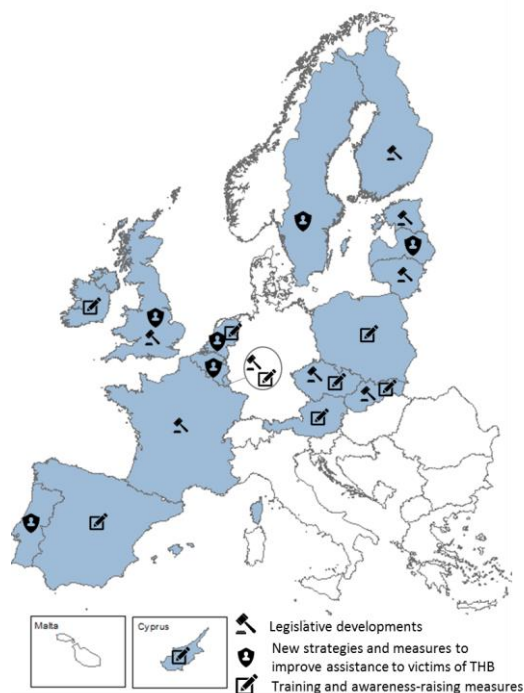 Malta
Cyprus
Legislative developments
New strategies and measures to
improve assistance to victims of THB
Training and awareness-raising measures